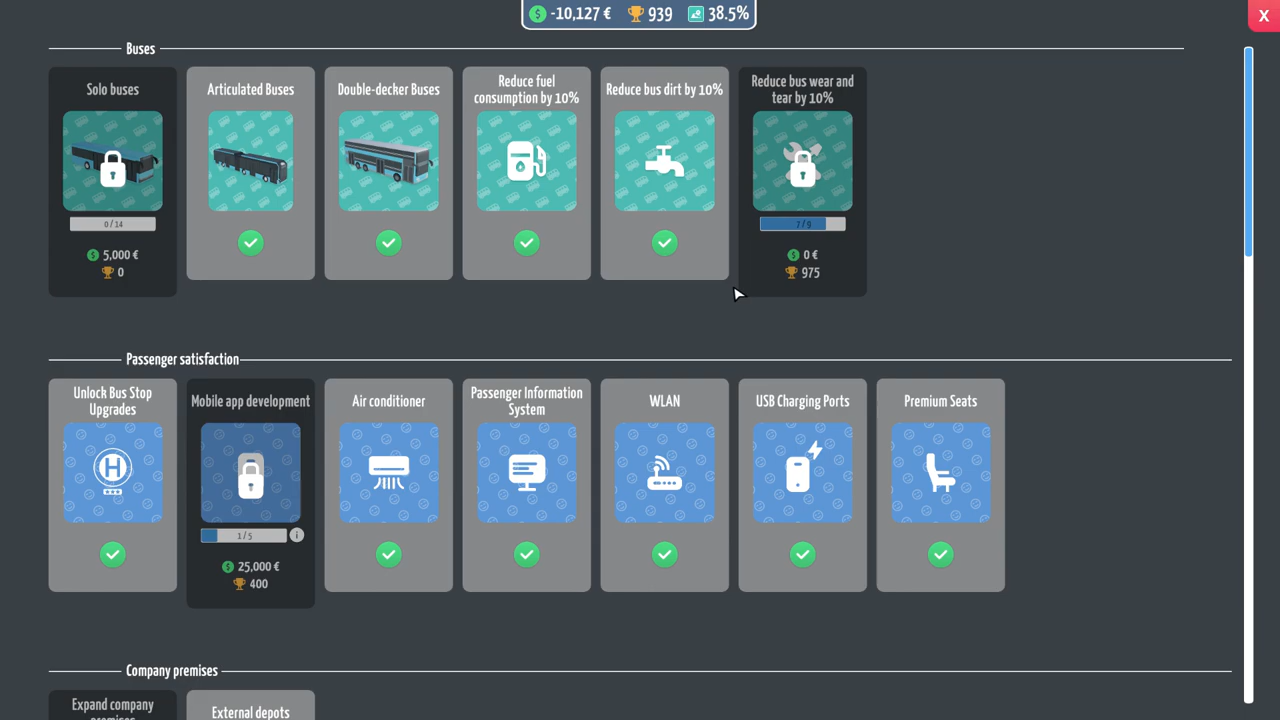 -10,127 € 939 38.5%
X
Buses
Solo buses
0 / 14
5,000 €
0
Articulated Buses
Double-decker Buses
Reduce fuel
consumption by 10%
Reduce bus dirt by 10%
Reduce bus wear and
tear by 10%
7 / 9
0 €
975
Passenger satisfaction
Unlock Bus Stop
Upgrades
H
Mobile app development
1 / 5
i
25,000 €
400
Air conditioner
Passenger Information
System
WLAN
USB Charging Ports
Premium Seats
Company premises
Expand company
premises
External depots